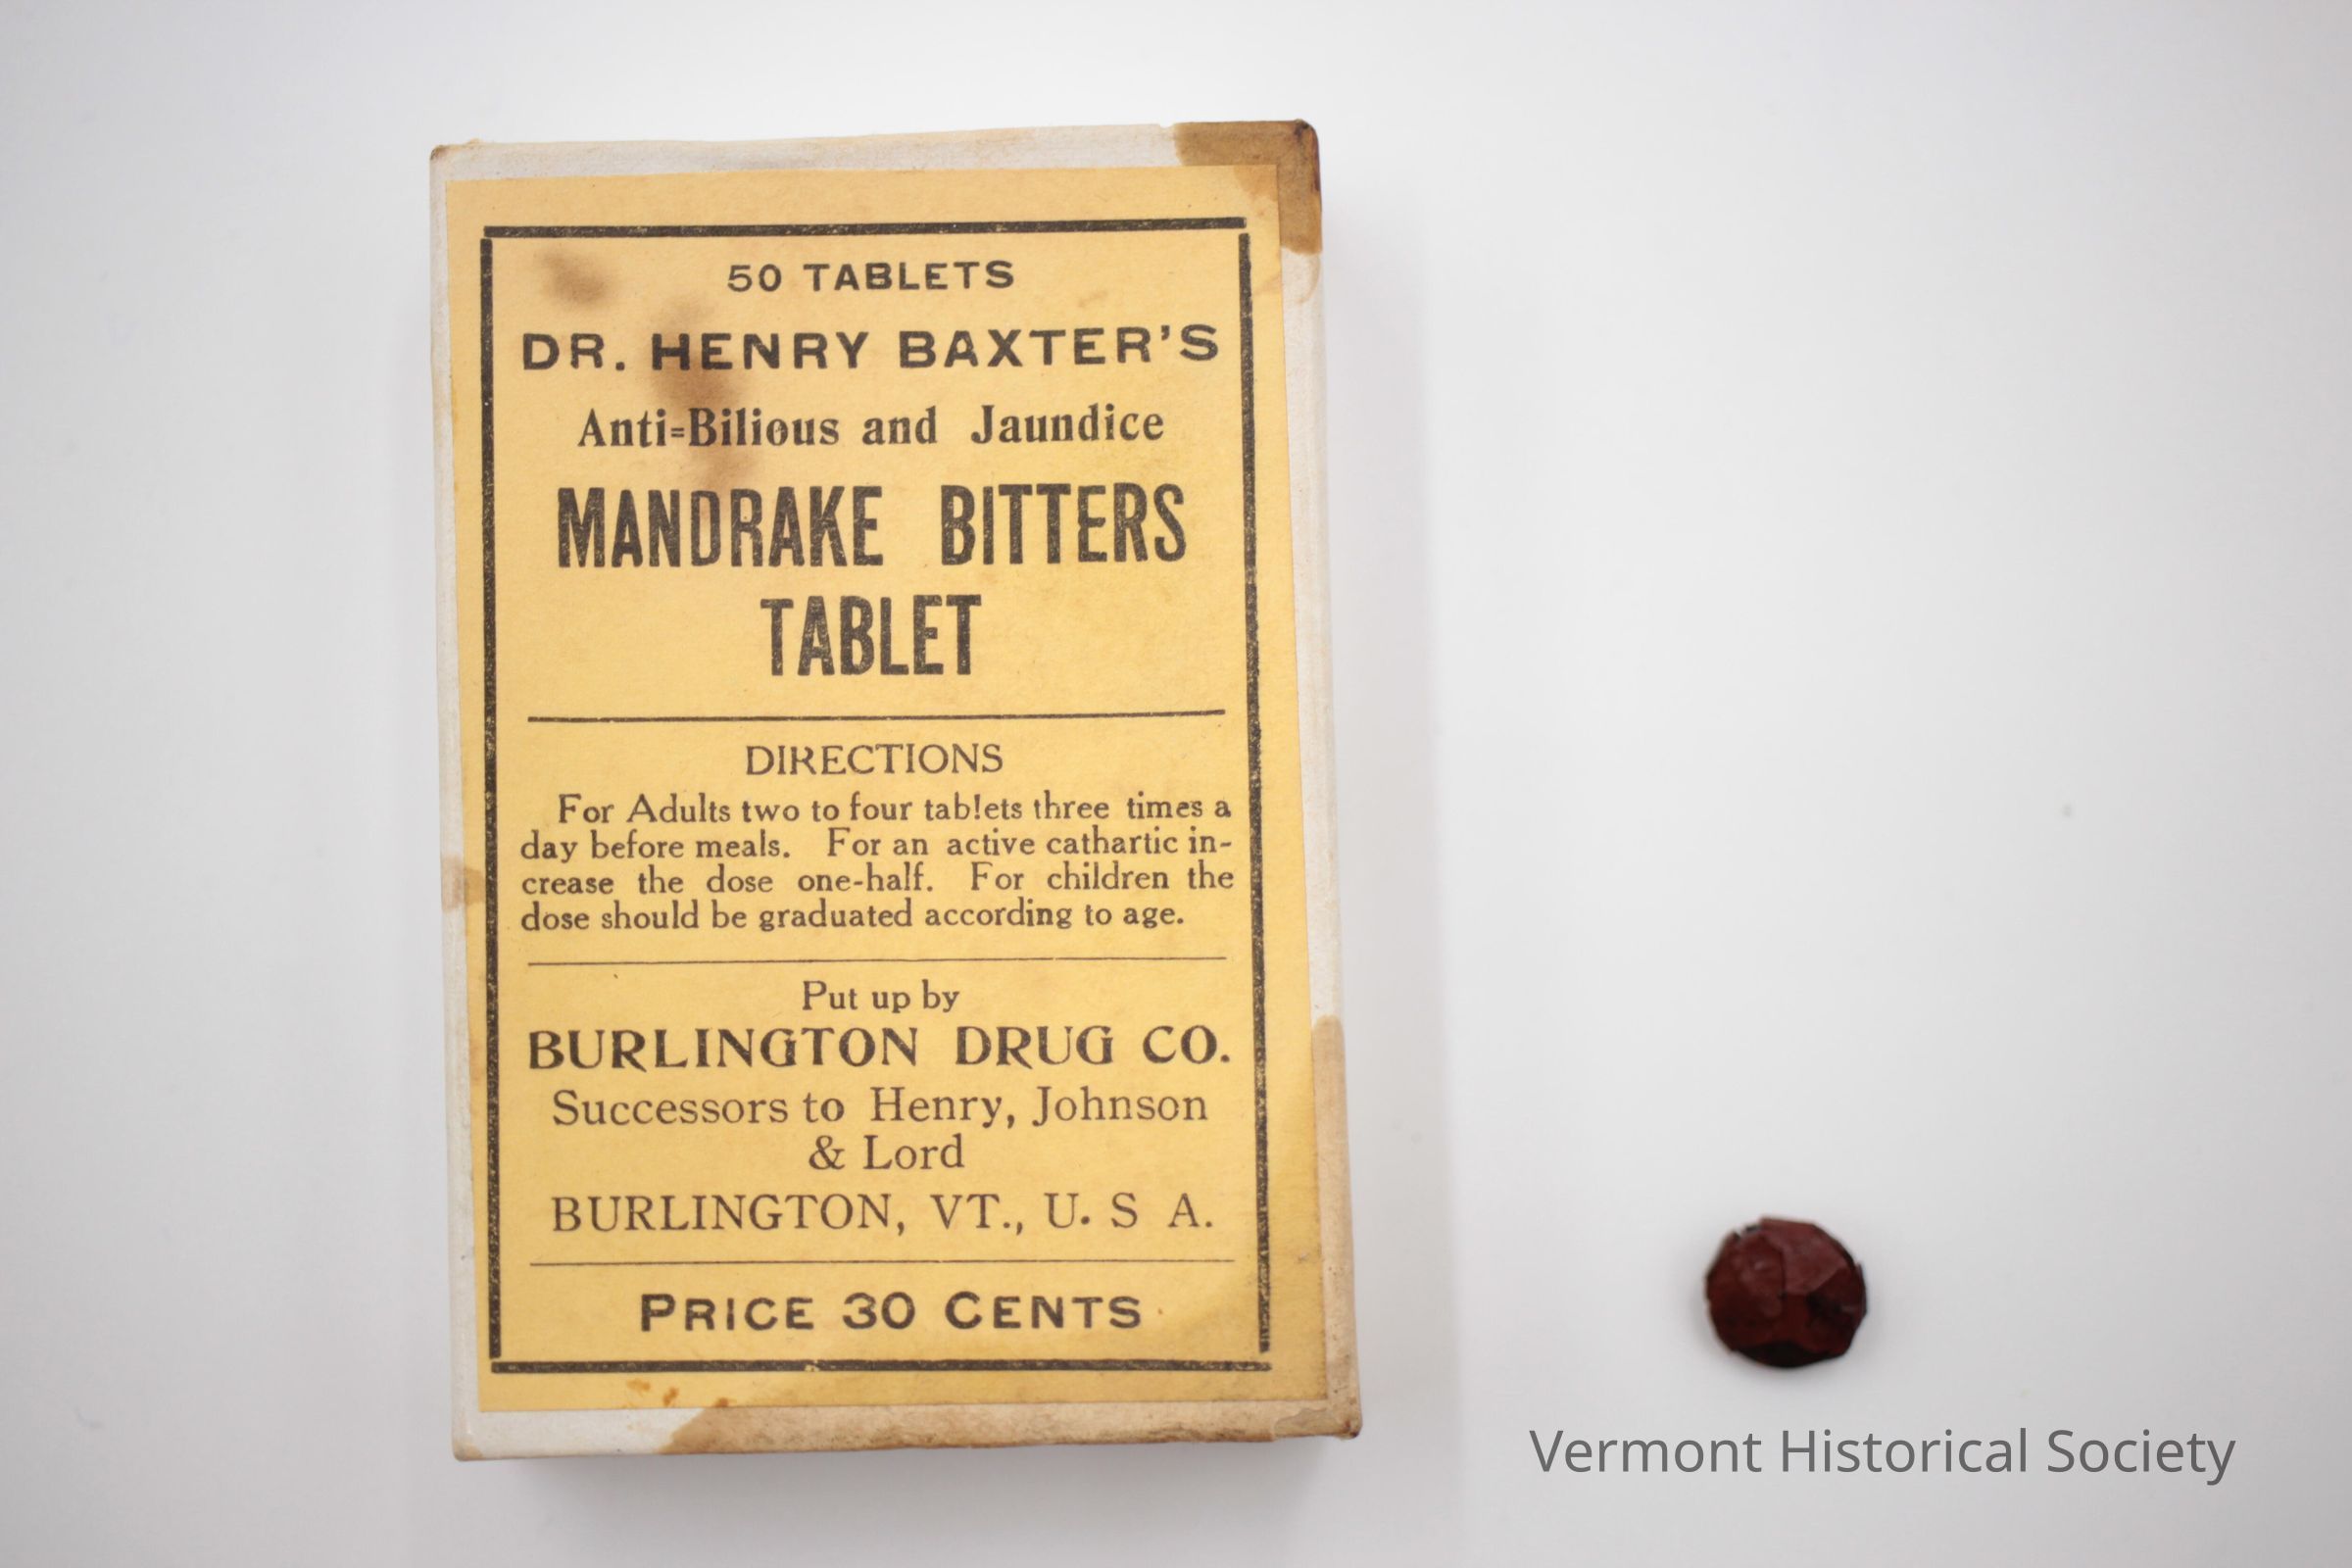 50 TABLETS
DR. HENRY BAXTER'S
Anti=Bilious and Jaundice
MANDRAKE BITTERS
TABLET
DIRECTIONS
For Adults two to four tablets three times a
day before meals. For an active cathartic in-
crease the dose one-half. For children the
dose should be graduated according to age.
Put up by
BURLINGTON DRUG CO.
Successors to Henry, Johnson
& Lord
BURLINGTON, VT., U. S A.
PRICE 30 CENTS
Vermont Historical Society